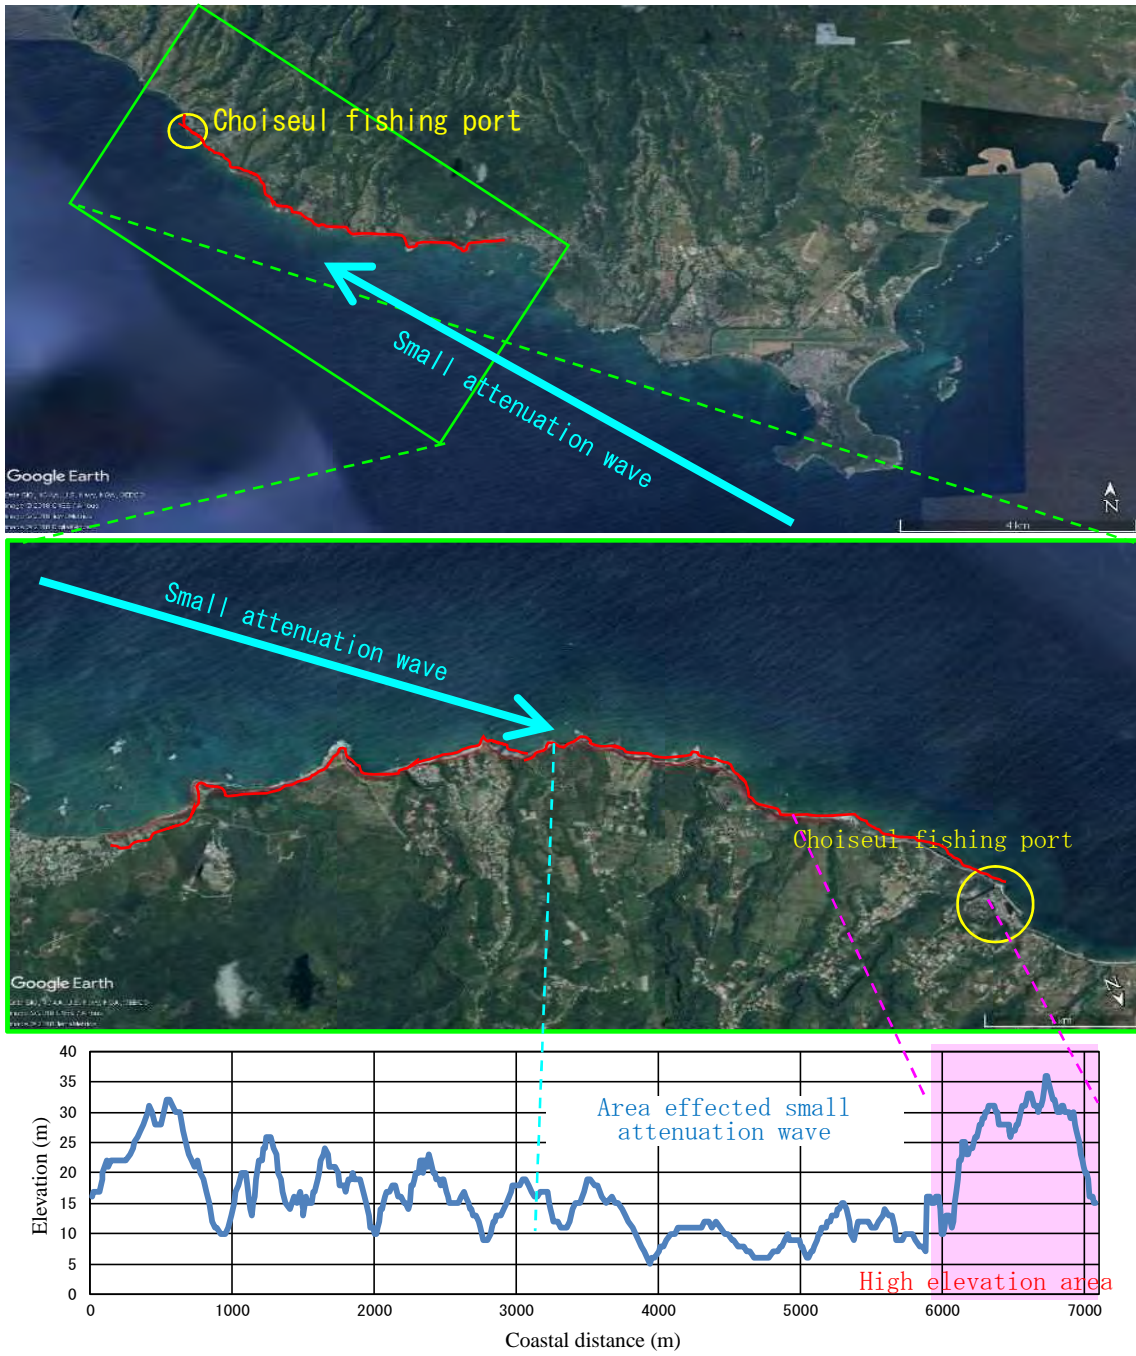 Choiseul fishing port
Small attenuation wave
Google Earth
N
4 km
Small attenuation wave
Choiseul fishing port
Google Earth
N
km
40
35
30
25
20
15
10
5
0
Elevation (m)
Area effected small
attenuation wave
High elevation area
0
1000
2000
3000
4000
5000
6000
7000
Coastal distance (m)